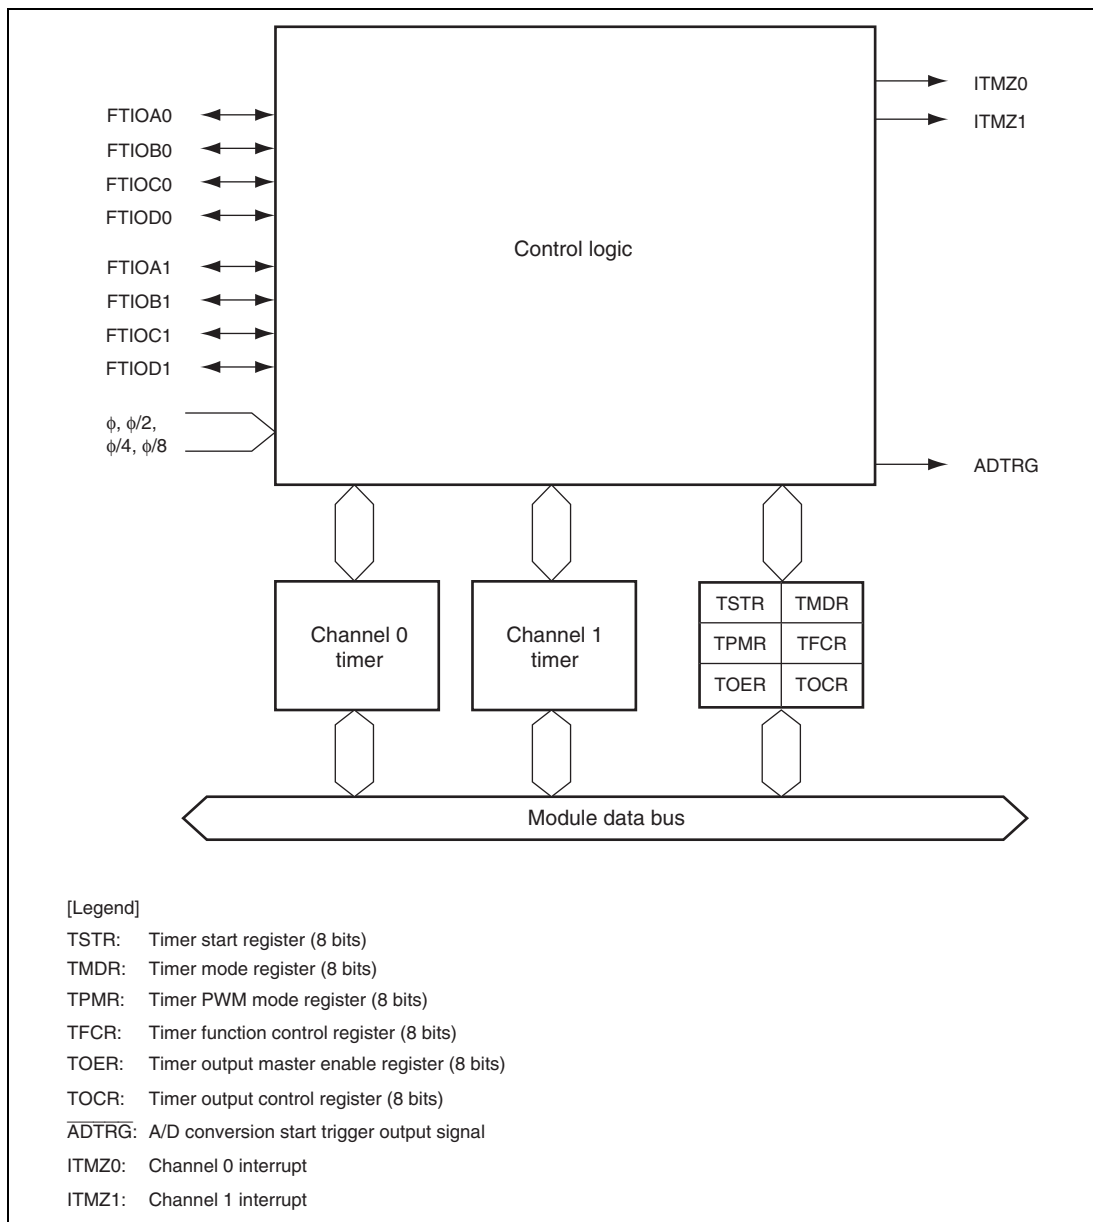 ITMZ0
ITMZ1
FTIOA0
FTIOB0
FTIOC0
FTIOD0
FTIOA1
FTIOB1
FTIOC1
FTIOD1
Control logic
ϕ, ϕ/2,
ϕ/4, ϕ/8
ADTRG
Channel 0
timer
Channel 1
timer
TSTR TMDR
TPMR TFCR
TOER TOCR
Module data bus
[Legend]
TSTR: Timer start register (8 bits)
TMDR: Timer mode register (8 bits)
TPMR: Timer PWM mode register (8 bits)
TFCR: Timer function control register (8 bits)
TOER: Timer output master enable register (8 bits)
TOCR: Timer output control register (8 bits)
A̅D̅T̅R̅G̅: A/D conversion start trigger output signal
ITMZ0: Channel 0 interrupt
ITMZ1: Channel 1 interrupt